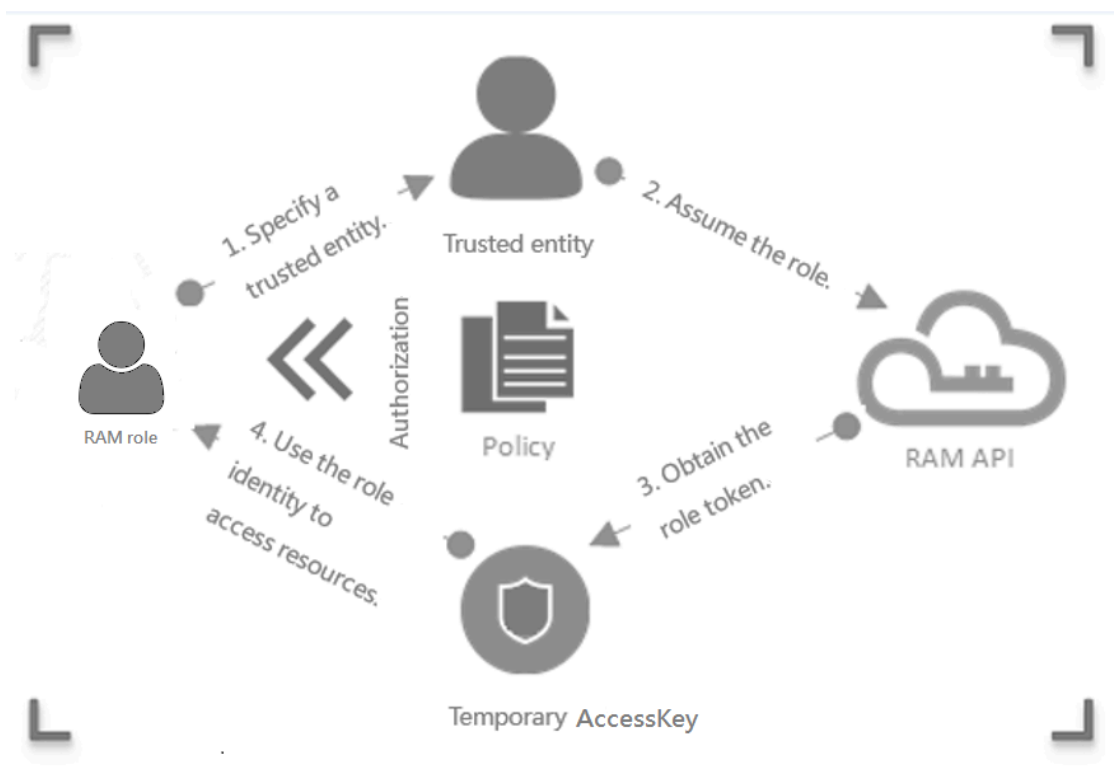 1. Specify a
trusted entity.
Trusted entity
2. Assume the role.
RAM role
Authorization
Policy
RAM API
3. Obtain the
role token.
4. Use the role
identity to
access resources.
Temporary AccessKey